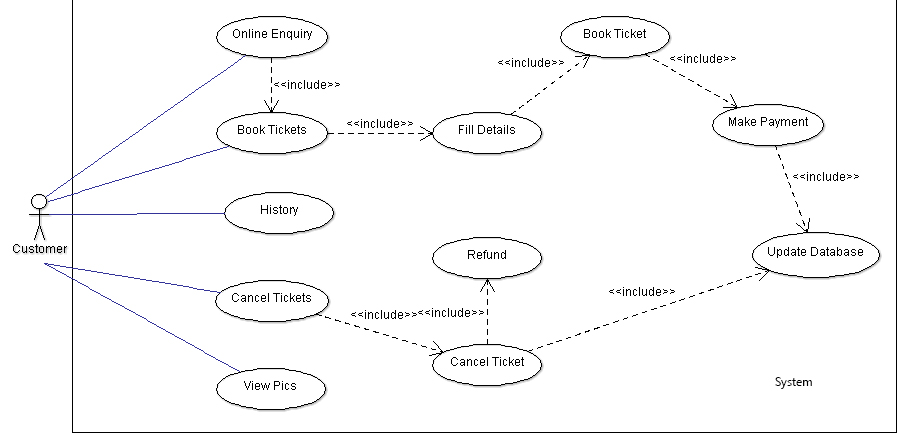 Online Enquiry
Book Ticket
<<include>>
<<include>>
<<include>>
Book Tickets
<<include>>
Fill Details
Make Payment
<<include>>
History
Customer
Refund
Update Database
Cancel Tickets
<<include>>
<<include>>
<<include>>
Cancel Ticket
View Pics
System